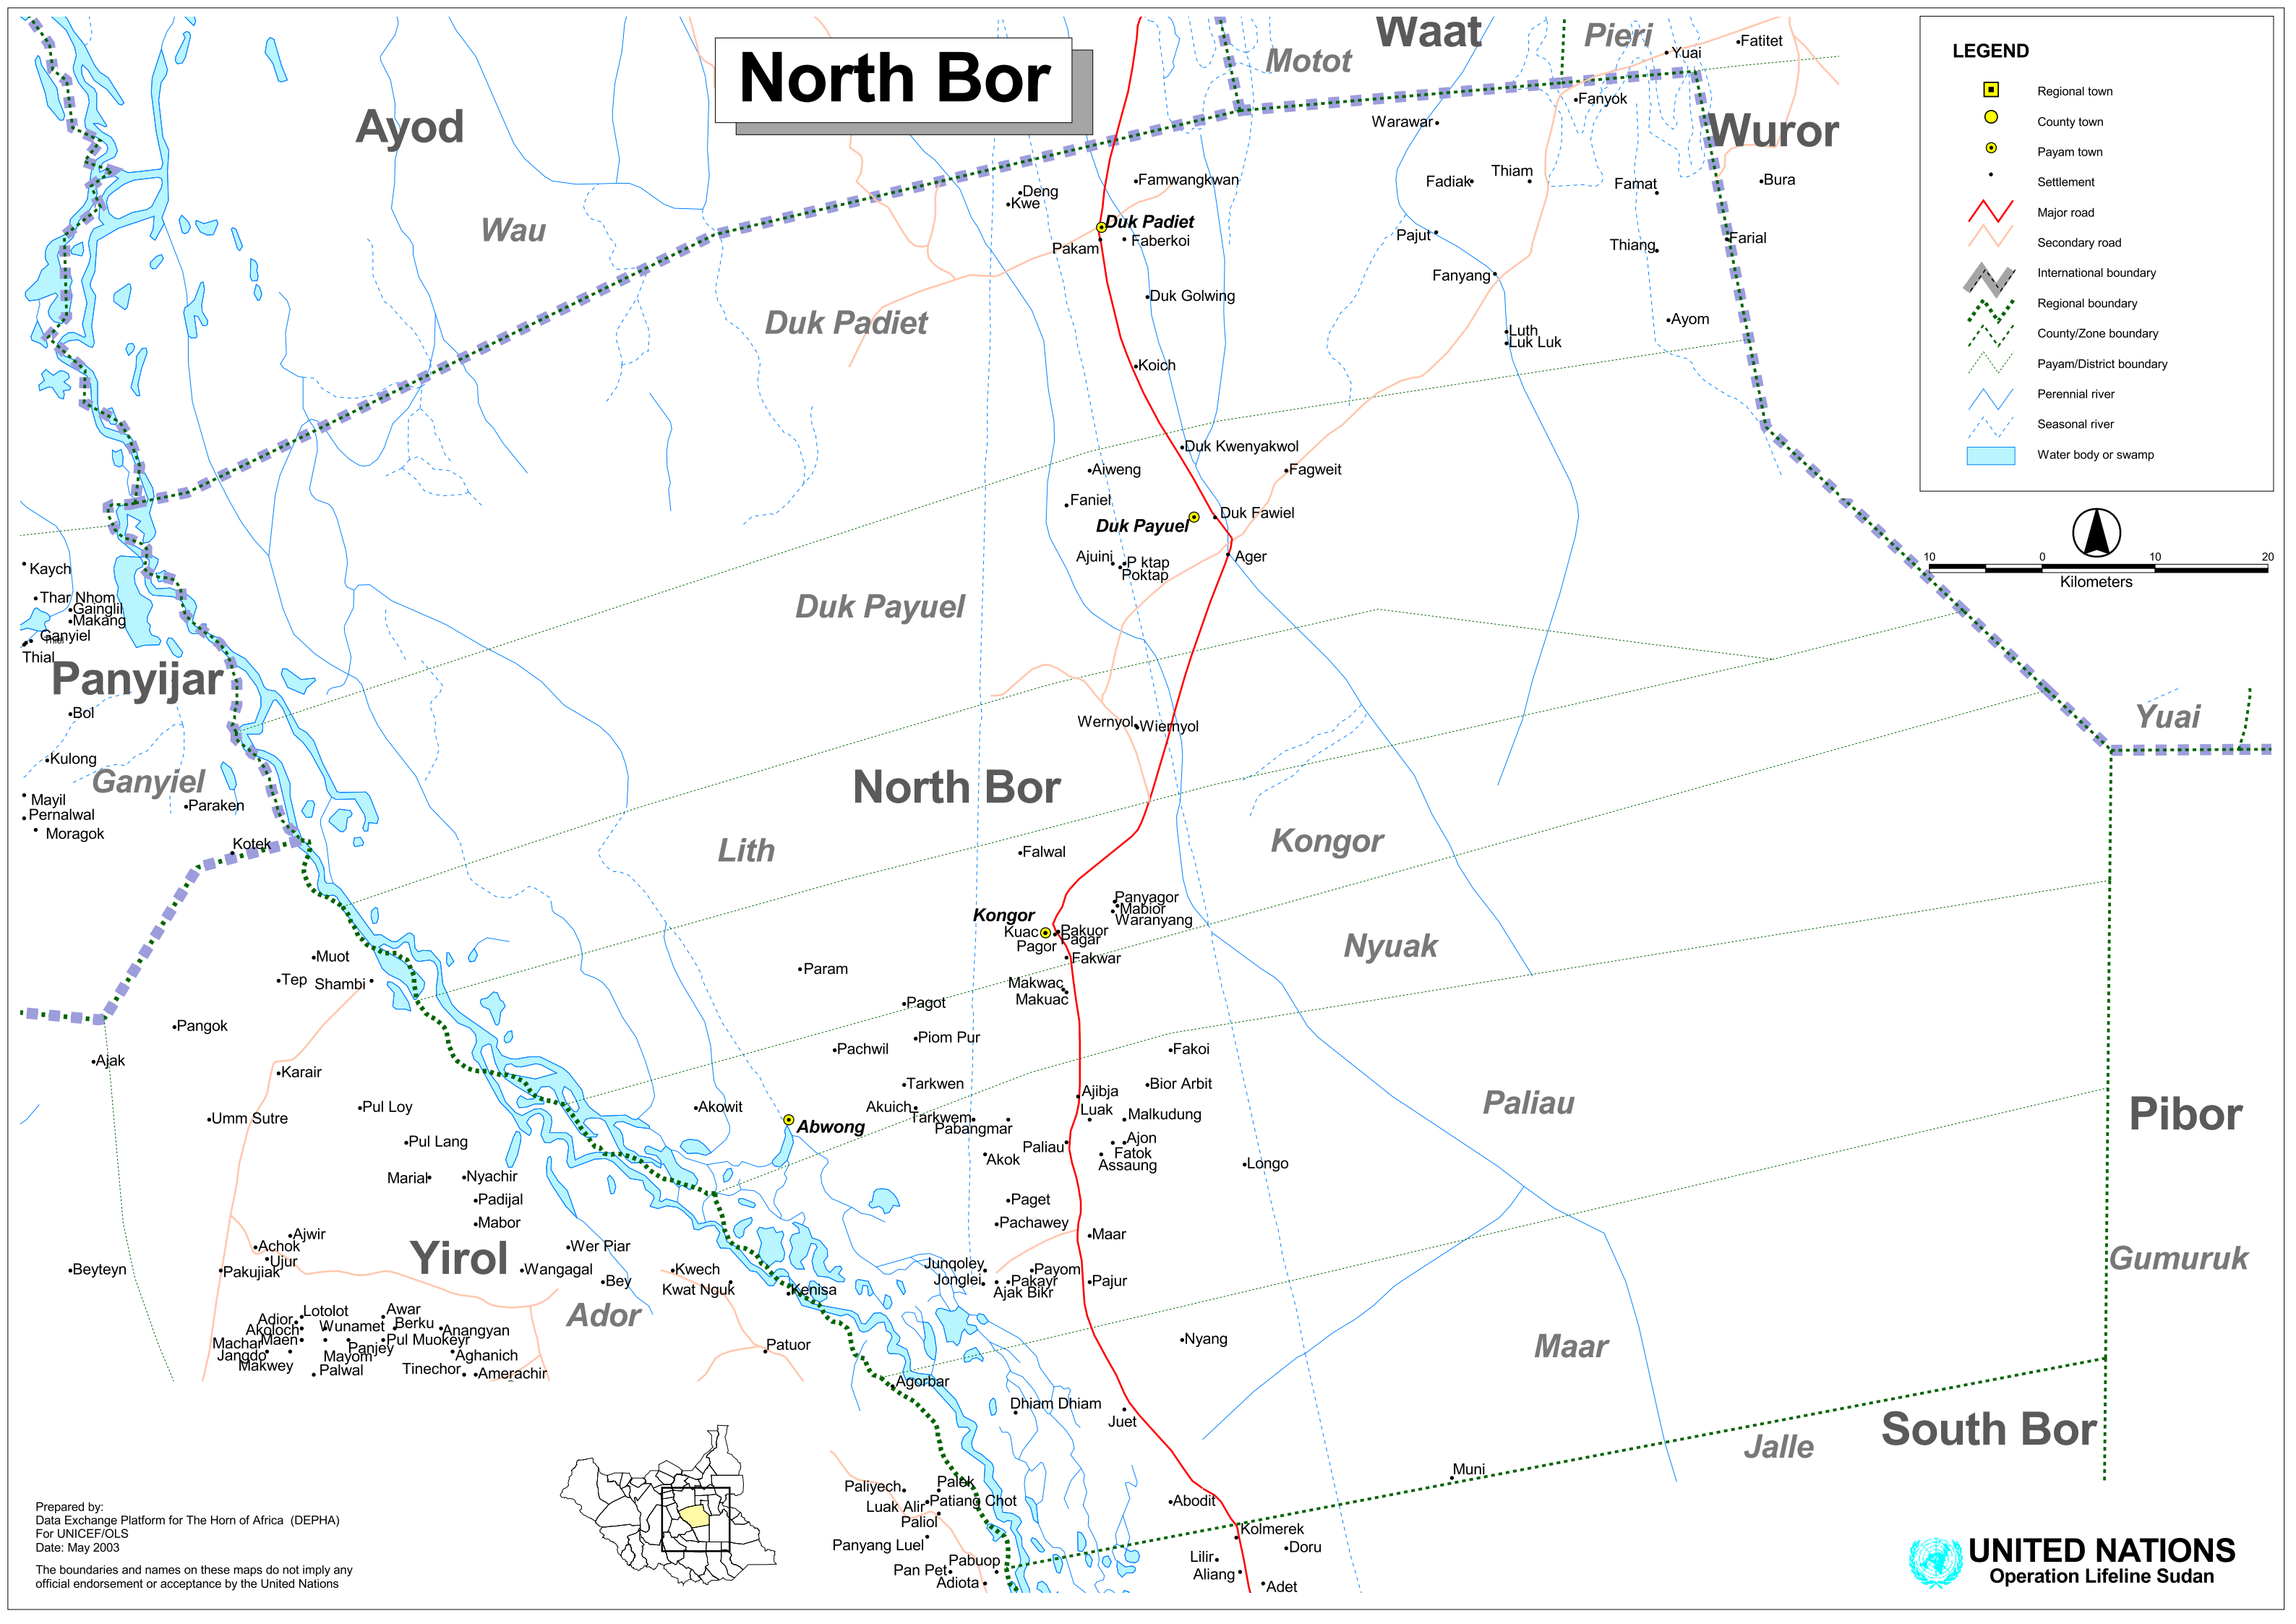 North Bor
Waat
Pieri
Motot
Yuai
Fatitet
Ayod
Fanyok
Warawar
Wuror
Deng
Kwe
Famwangkwan
Fadiak
Thiam
Famat
Bura
Wau
Duk Padiet
Pakam
Faberkoi
Pajut
Thiang
Farial
Fanyang
Duk Golwing
Duk Padiet
Ayom
Luth
Luk Luk
Koich
Duk Kwenyakwol
Aiweng
Fagweit
Faniel
Duk Payuel
Duk Fawiel
Ajuini
P ktap
Poktap
Ager
Kaych
Thar Nhom
Gainglil
Makang
Ganyiel
Thiel
Thial
Duk Payuel
Panyijar
Bol
Wernyol
Wiernyol
Yuai
Kulong
Ganyiel
North Bor
Mayil
Paraken
Pernalwal
Moragok
Kotek
Lith
Falwal
Kongor
Panyagor
Mabior
Waranyang
Kongor
Kuac
Pakuor
Pagor
Pagar
Nyuak
Muot
Fakwar
Tep
Shambi
Param
Makwac
Makuac
Pagot
Pangok
Piom Pur
Pachwil
Fakoi
Ajak
Karair
Tarkwen
Bior Arbit
Ajibja
Paliau
Pul Loy
Akowit
Akuich
Luak
Umm Sutre
Tarkwem
Malkudung
Pabangmar
Abwong
Pibor
Pul Lang
Paliau
Ajon
Fatok
Akok
Assaung
Longo
Marial
Nyachir
Padijal
Paget
Mabor
Pachawey
Ajwir
Maar
Achok
Yirol
Wer Piar
Ujur
Gumuruk
Beyteyn
Pakujiak
Wangagal
Kwech
Junqoley
Payom
Bey
Kwat Nguk
Kenisa
Jonglei
Pakayr
Pajur
Ajak Bikr
Ador
Lotolot
Awar
Adior
Berku
Akoloch
Wunamet
Anangyan
Machar
Maen
Pul Muokeyr
Nyang
Maar
Jangdo
Panjey
Patuor
Makwey
Mayom
Aghanich
Palwal
Tinechor
Amerachir
Agorbar
Dhiam Dhiam
Juet
South Bor
Jalle
Muni
Paliyech
Palek
Luak Alir
Patiang Chot
Abodit
Paliol
Kolmerek
Panyang Luel
Doru
Pabuop
Lilir
Pan Pet
Aliang
Adiota
Adet
LEGEND
Regional town
County town
Payam town
Settlement
Major road
Secondary road
International boundary
Regional boundary
County/Zone boundary
Payam/District boundary
Perennial river
Seasonal river
Water body or swamp
10 0 10 20
Kilometers
Prepared by:
Data Exchange Platform for The Horn of Africa (DEPHA)
For UNICEF/OLS
Date: May 2003
The boundaries and names on these maps do not imply any
official endorsement or acceptance by the United Nations
UNITED NATIONS
Operation Lifeline Sudan